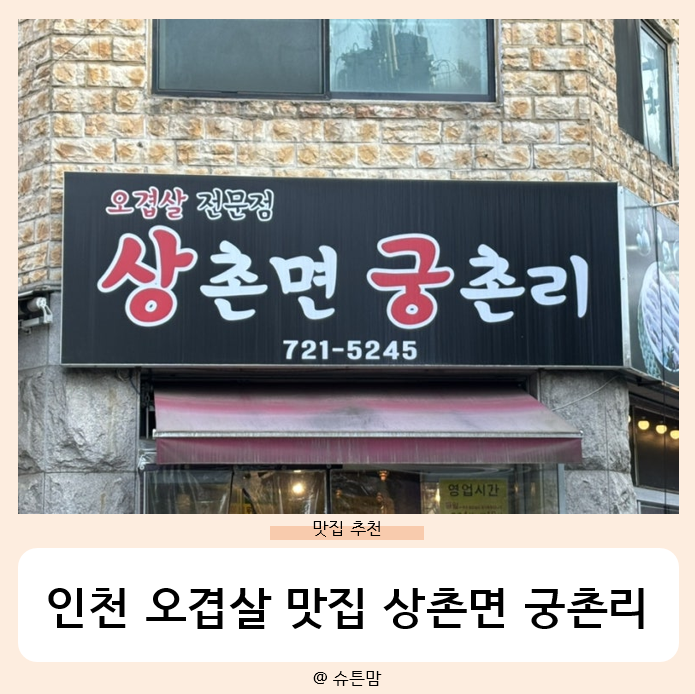 오겹살 전문점
상촌면 궁촌리
721-5245
영업시간
맛집 추천
인천 오겹살 맛집 상촌면 궁촌리
@ 슈튼맘